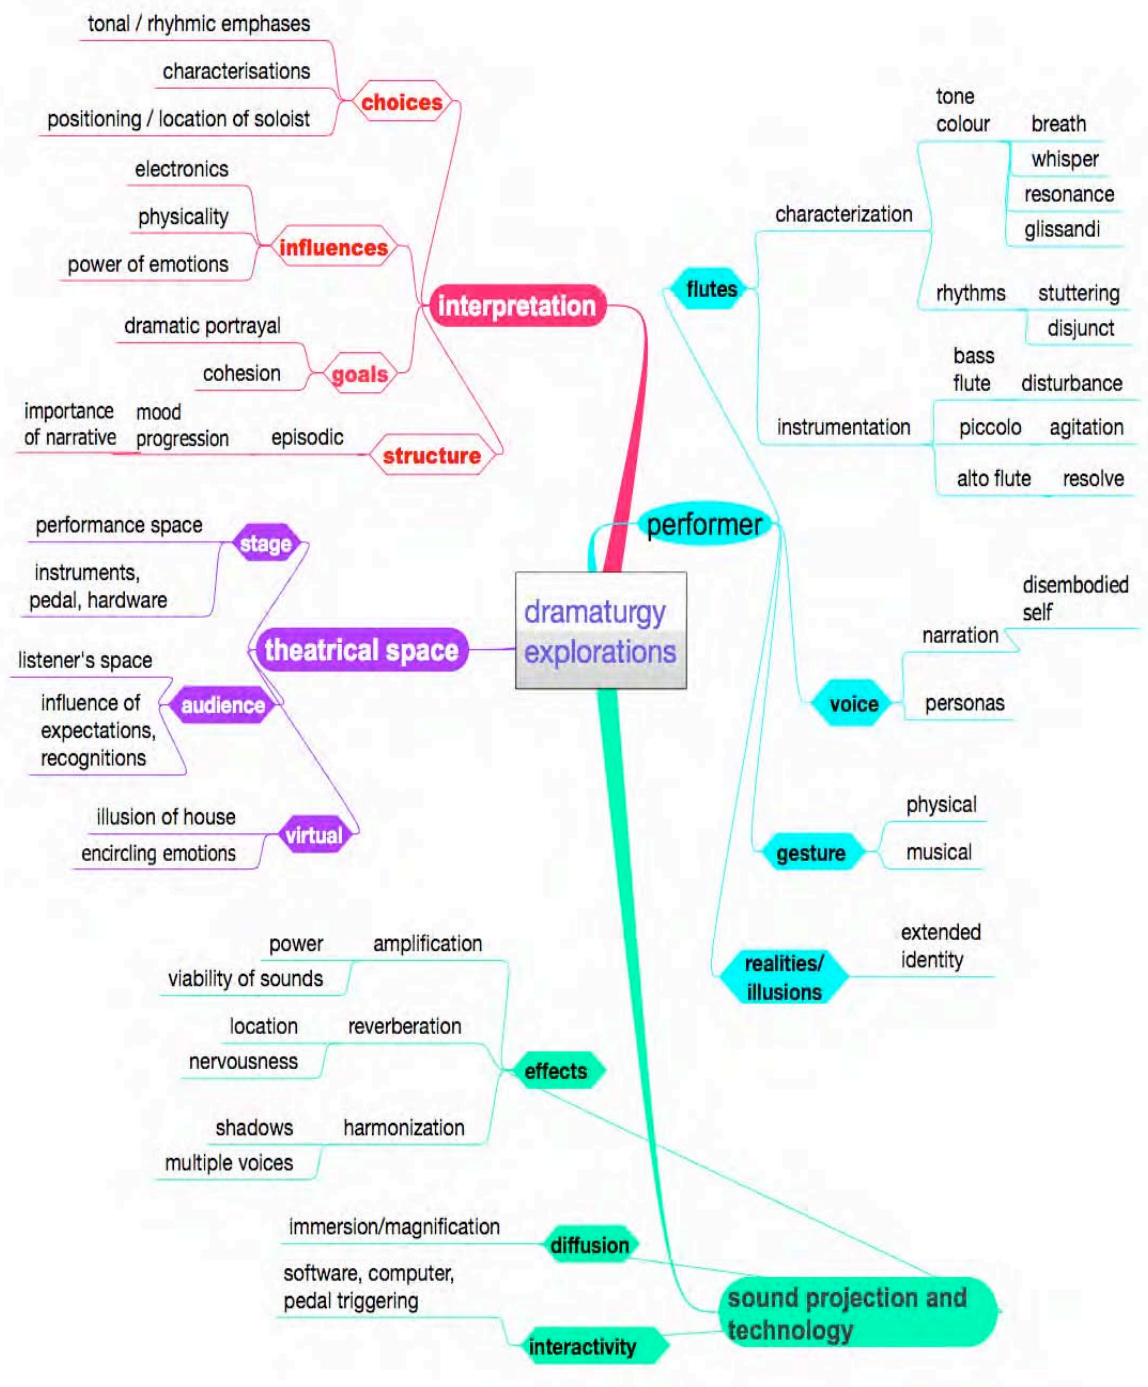 tonal / rhyhmic emphases
characterisations
positioning / location of soloist
choices
electronics
physicality
power of emotions
influences
interpretation
dramatic portrayal
cohesion
goals
importance
of narrative
mood
progression
episodic
structure
tone
colour
breath
whisper
resonance
glissandi
characterization
flutes
rhythms
stuttering
disjunct
bass
flute
disturbance
instrumentation
piccolo
agitation
alto flute
resolve
performer
performance space
stage
instruments,
pedal, hardware
dramaturgy
explorations
theatrical space
listener's space
audience
influence of
expectations,
recognitions
illusion of house
encircling emotions
virtual
disembodied
self
narration
voice
personas
physical
gesture
musical
extended
identity
realities/
illusions
power
amplification
viability of sounds
location
reverberation
nervousness
effects
shadows
harmonization
multiple voices
immersion/magnification
diffusion
software, computer,
pedal triggering
interactivity
sound projection and
technology